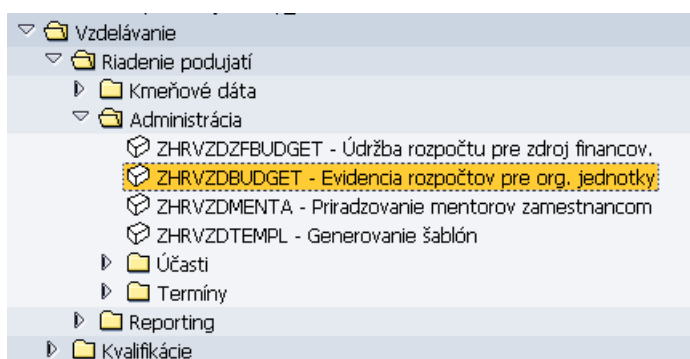 Vzdelávanie
Riadenie podujatí
Kmeňové dáta
Administrácia
ZHRVZDZFBUDGET - Údržba rozpočtu pre zdroj financov.
ZHRVZDBUDGET - Evidencia rozpočtov pre org. jednotky
ZHRVZDMENTA - Priradzovanie mentorov zamestnancom
ZHRVZDTEMPL - Generovanie šablón
Účasti
Termíny
Reporting
Kvalifikácie